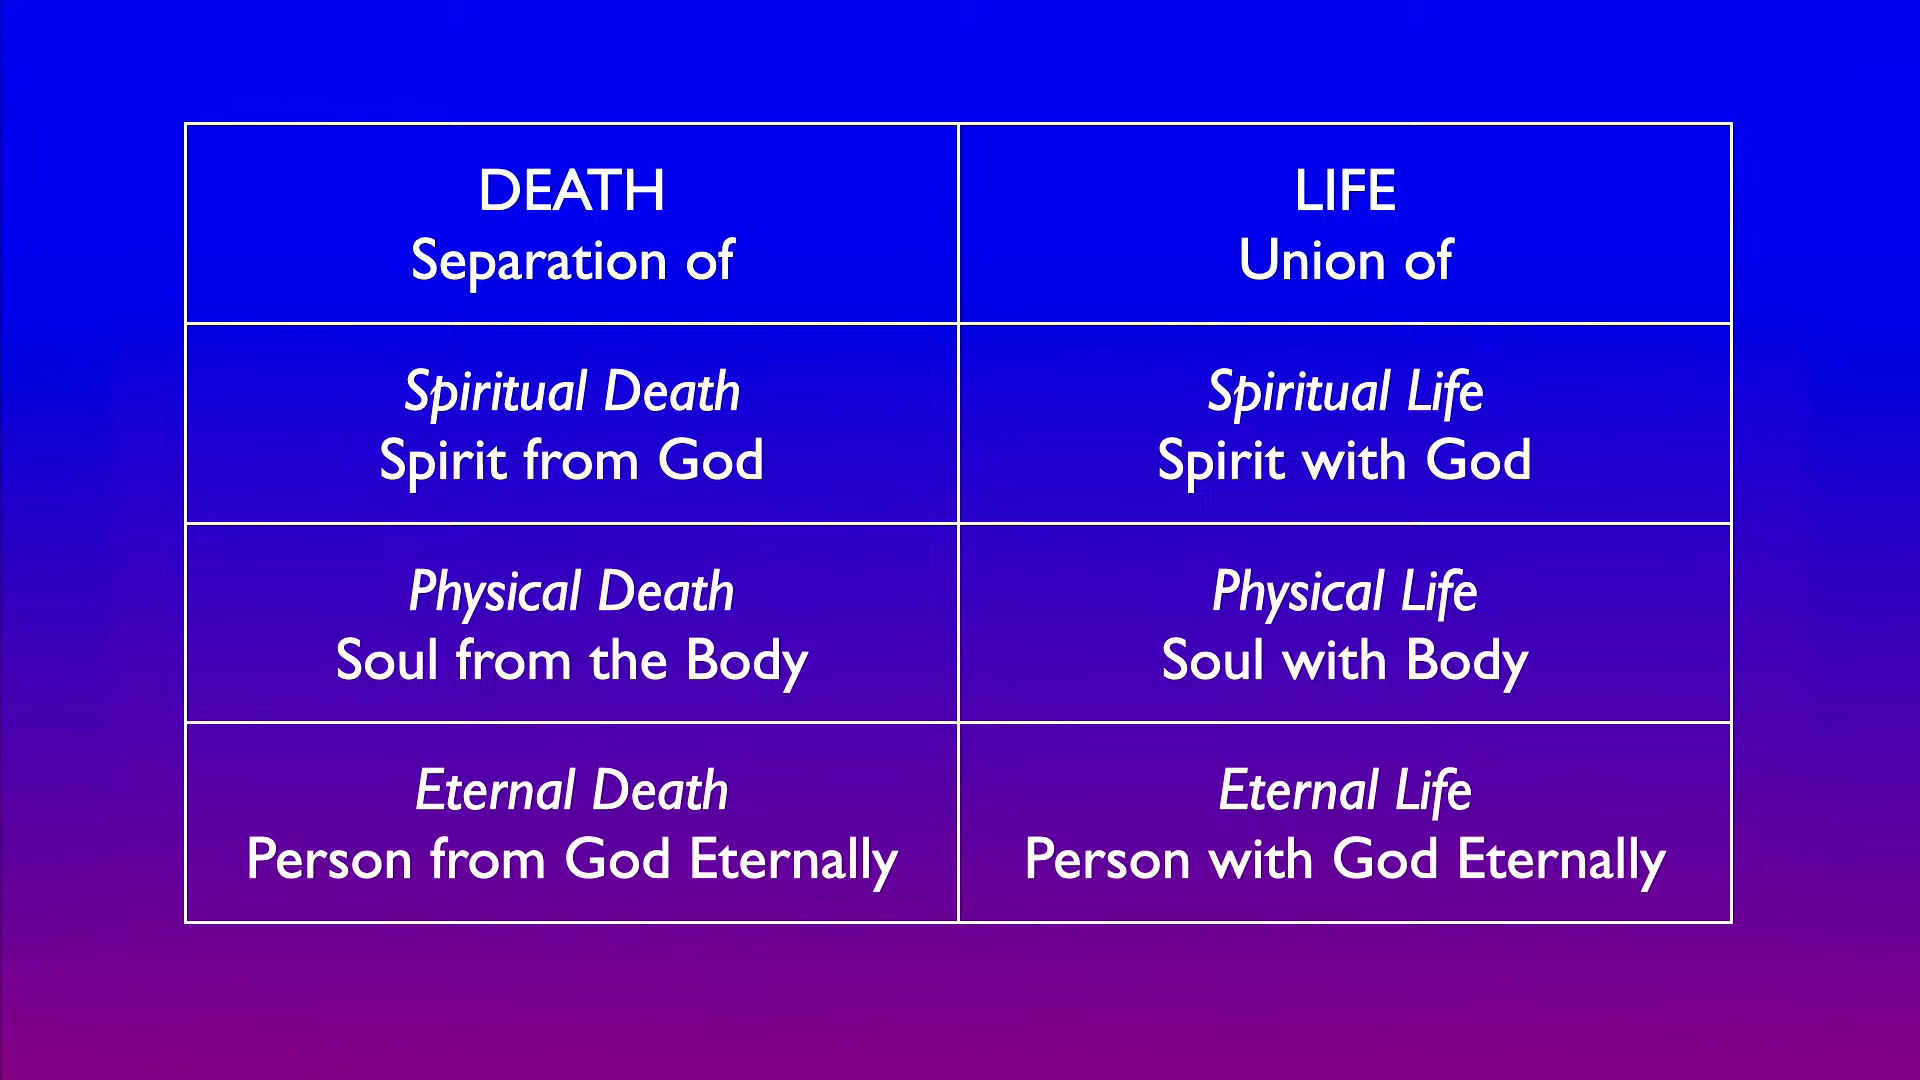 DEATH
Separation of
LIFE
Union of
Spiritual Death
Spirit from God
Spiritual Life
Spirit with God
Physical Death
Soul from the Body
Physical Life
Soul with Body
Eternal Death
Person from God Eternally
Eternal Life
Person with God Eternally